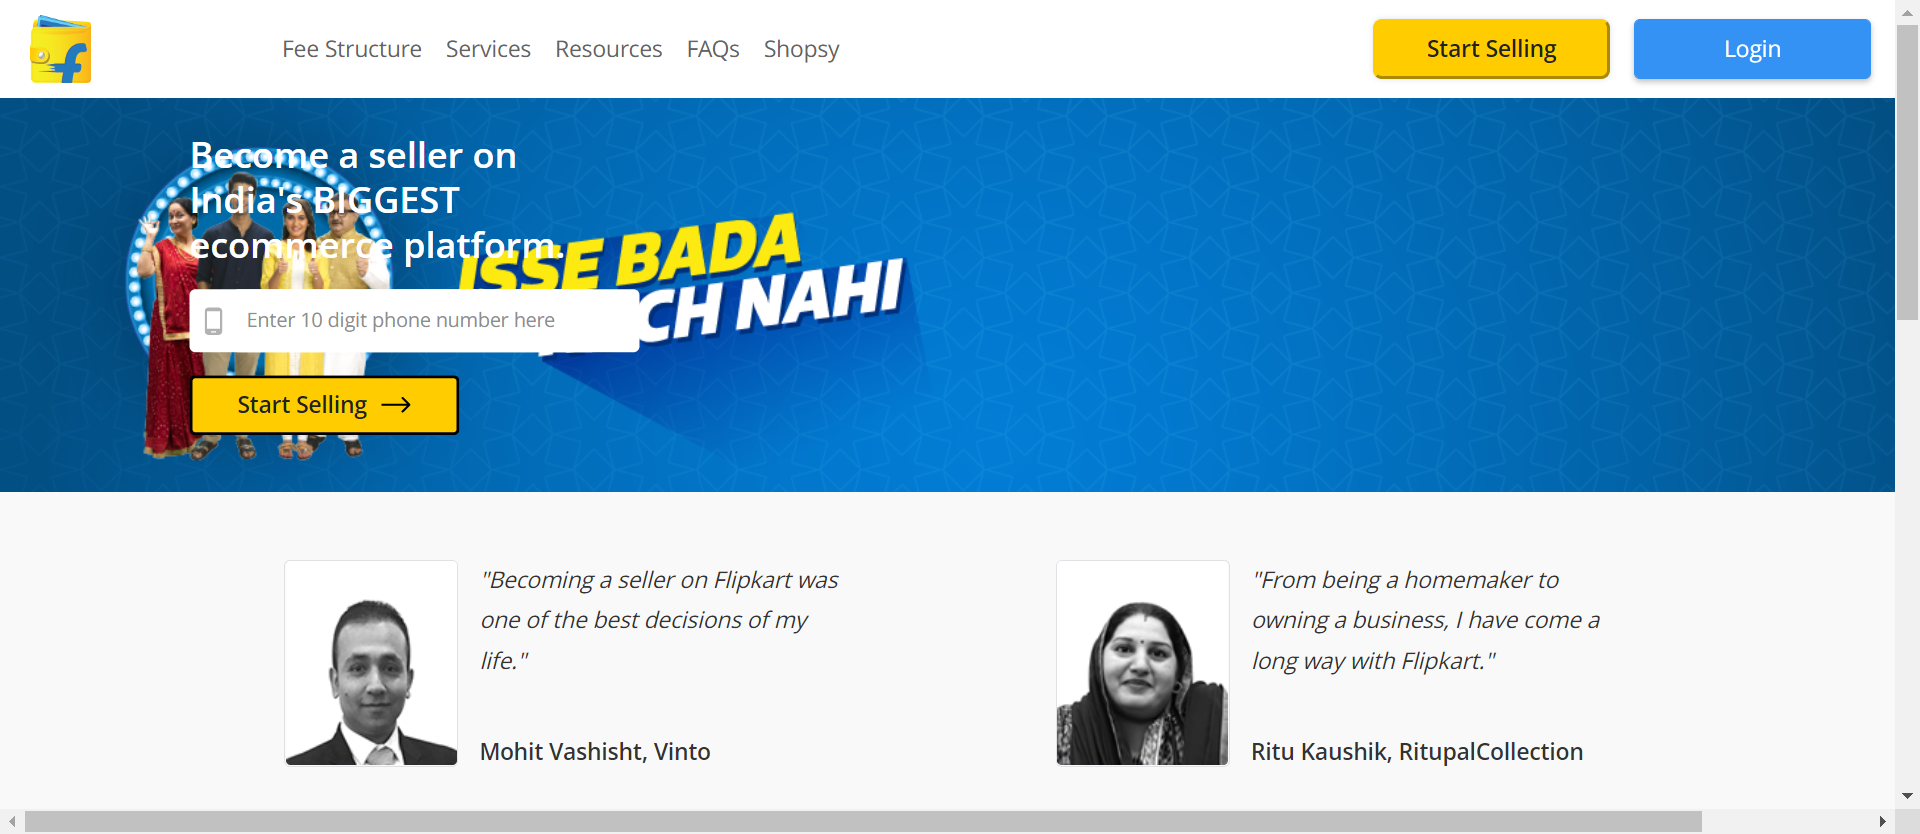 Fee Structure Services Resources FAQs Shopsy Start Selling Login
Become a seller on
India's BIGGEST
ecommerce platform.
ISSE BADA
CH NAHI
Enter 10 digit phone number here
Start Selling
"Becoming a seller on Flipkart was
one of the best decisions of my
life."
Mohit Vashisht, Vinto
"From being a homemaker to
owning a business, I have come a
long way with Flipkart."
Ritu Kaushik, RitupalCollection